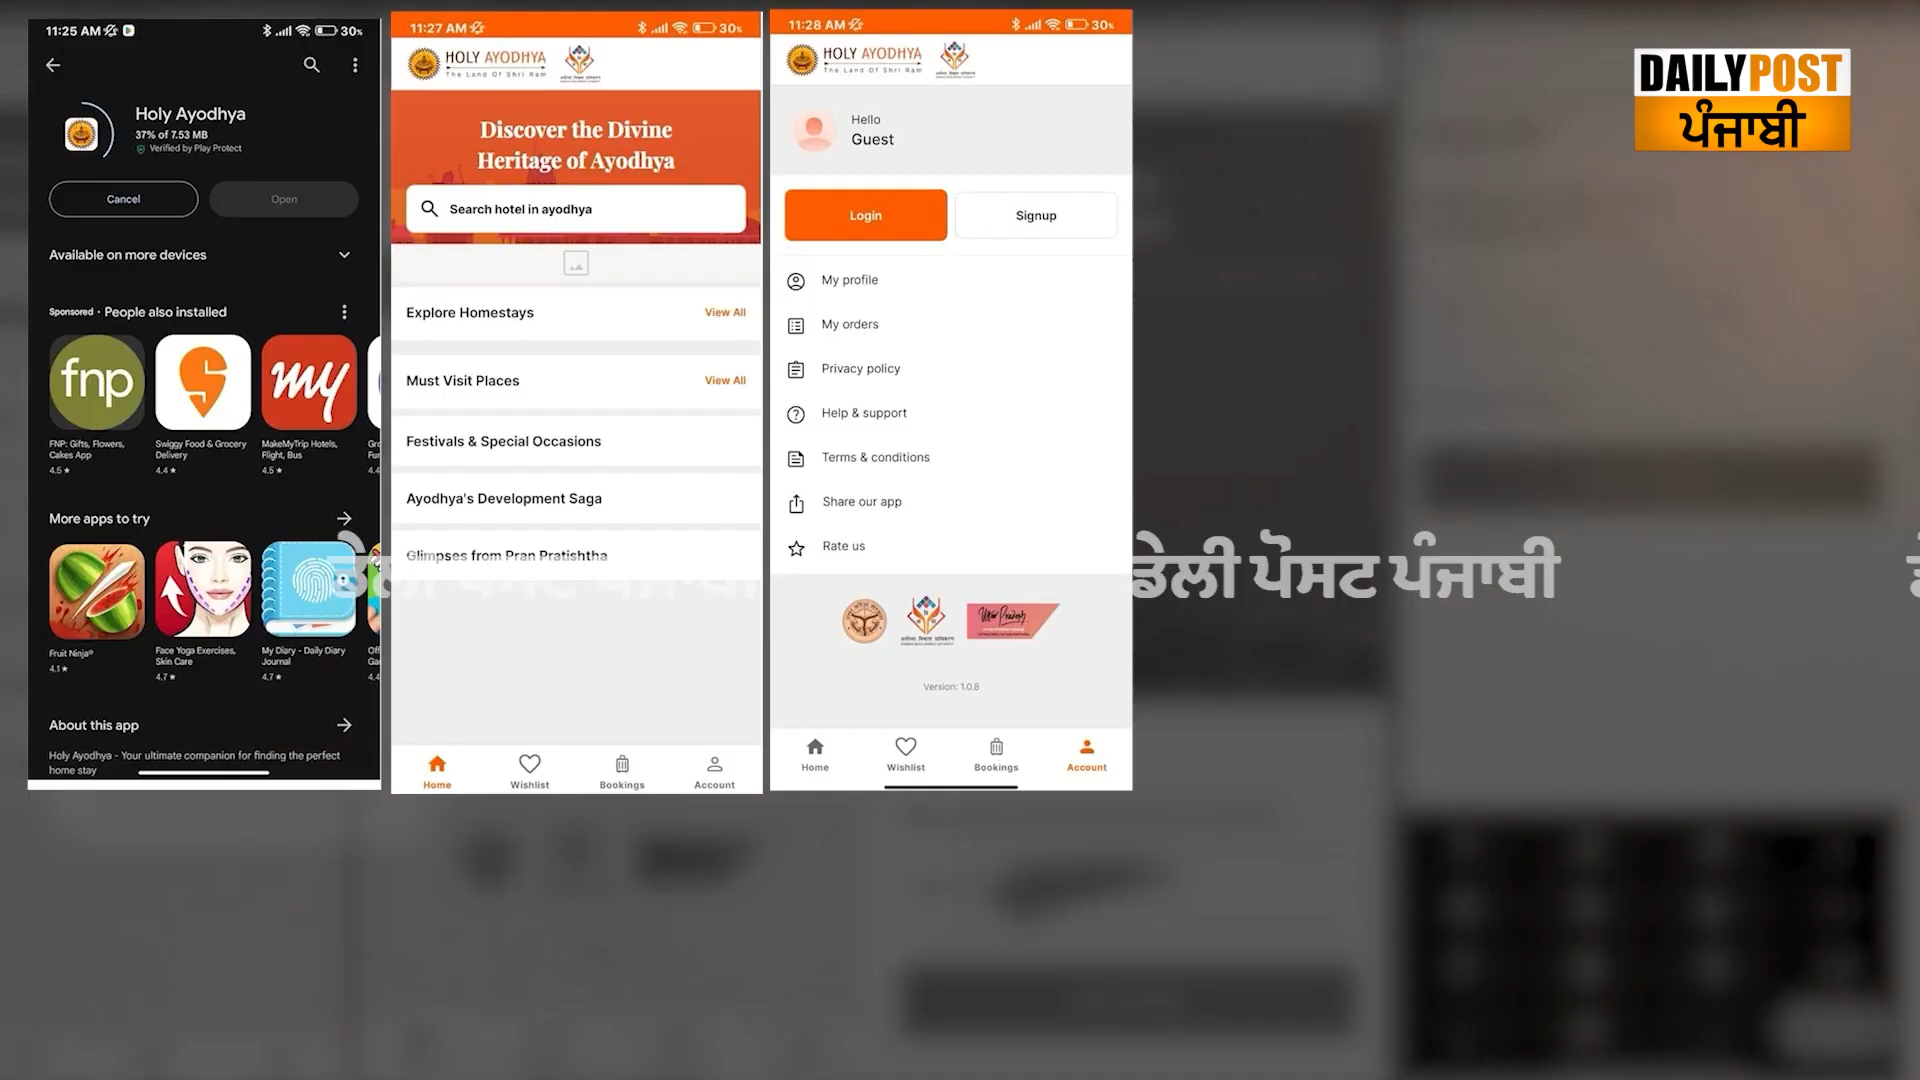 11:25 AM
30%
Holy Ayodhya
37% of 7.53 MB
Verified by Play Protect
Cancel
Open
Available on more devices
Sponsored · People also installed
fnp
my
FNP: Gifts, Flowers,
Cakes App
4.5 ★
Swiggy Food & Grocery
Delivery
4.4 ★
MakeMyTrip Hotels,
Flight, Bus
4.5 ★
More apps to try
Fruit Ninja®
4.1 ★
Face Yoga Exercises,
Skin Care
4.7 ★
My Diary - Daily Diary
Journal
4.7 ★
About this app
Holy Ayodhya - Your ultimate companion for finding the perfect
home stay
11:27 AM
30%
HOLY AYODHYA
The Land Of Shri Ram
Discover the Divine
Heritage of Ayodhya
Search hotel in ayodhya
Explore Homestays
View All
Must Visit Places
View All
Festivals & Special Occasions
Ayodhya's Development Saga
Glimpses from Pran Pratishtha
Home
Wishlist
Bookings
Account
11:28 AM
30%
HOLY AYODHYA
The Land Of Shri Ram
Hello
Guest
Login
Signup
My profile
My orders
Privacy policy
Help & support
Terms & conditions
Share our app
Rate us
Uttar Pradesh
Version: 1.0.8
Home
Wishlist
Bookings
Account
DAILYPOST
ਪੰਜਾਬੀ
ਡੇਲੀ ਪੋਸਟ ਪੰਜਾਬੀ